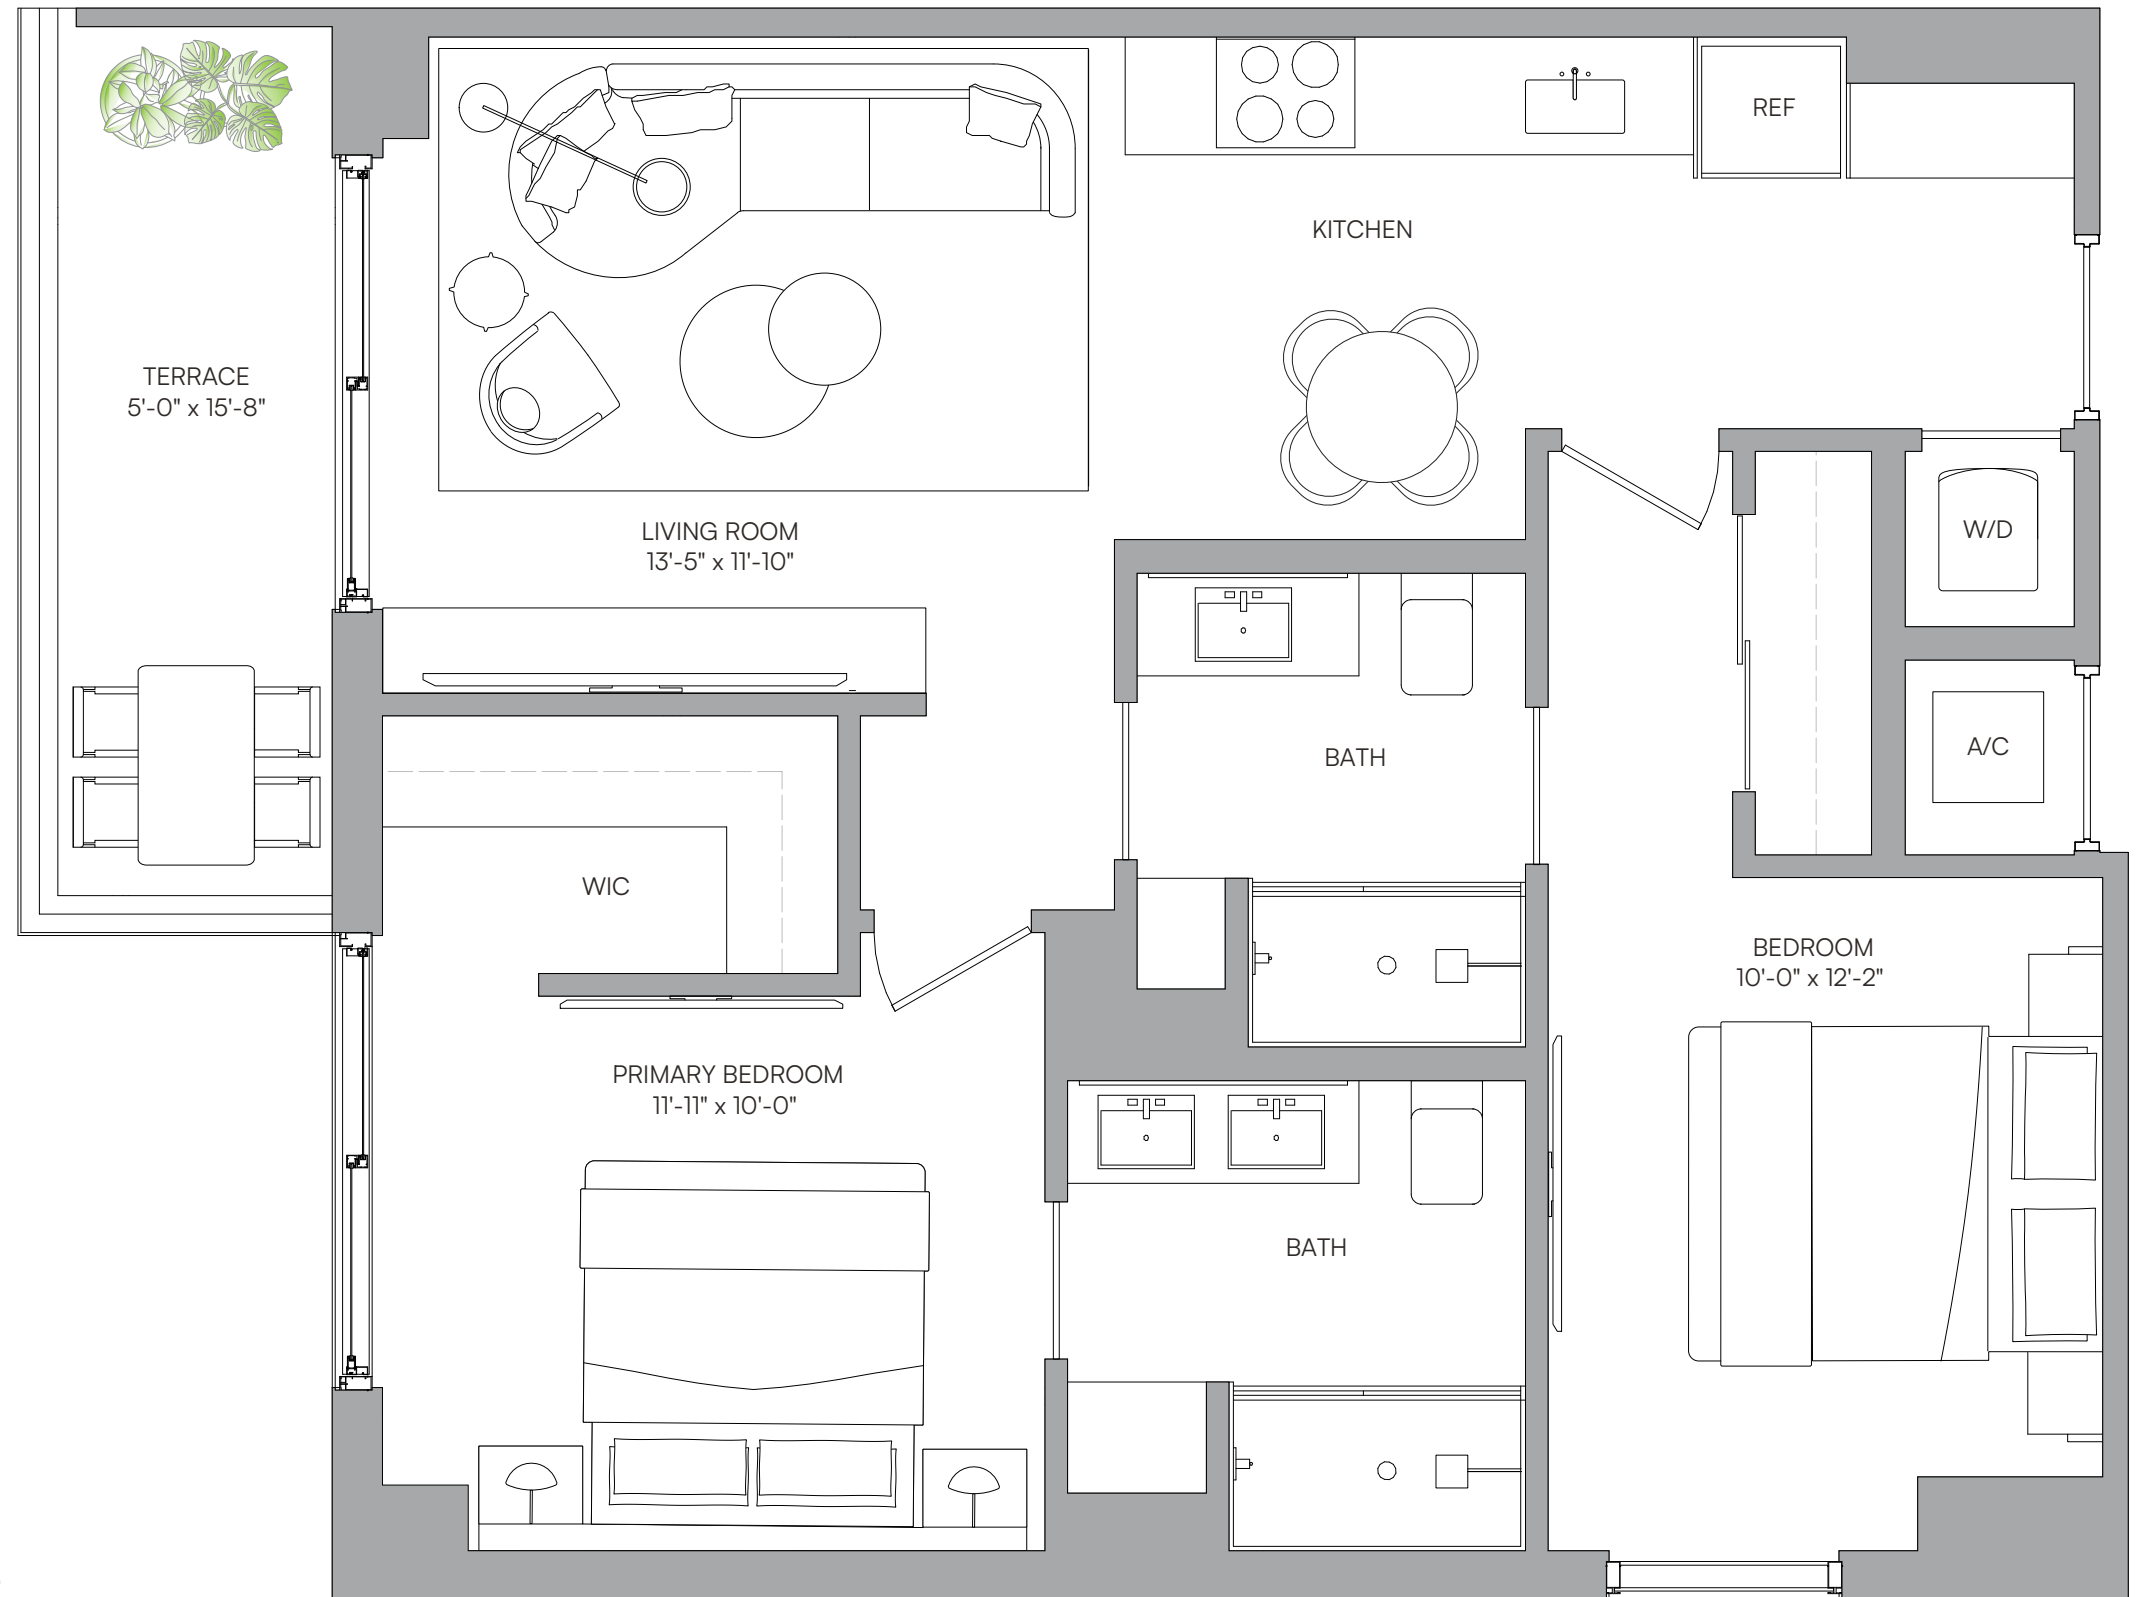 REF
KITCHEN
TERRACE
5'-0" x 15'-8"
LIVING ROOM
13'-5" x 11'-10"
W/D
A/C
BATH
WIC
BEDROOM
10'-0" x 12'-2"
PRIMARY BEDROOM
11'-11" x 10'-0"
BATH